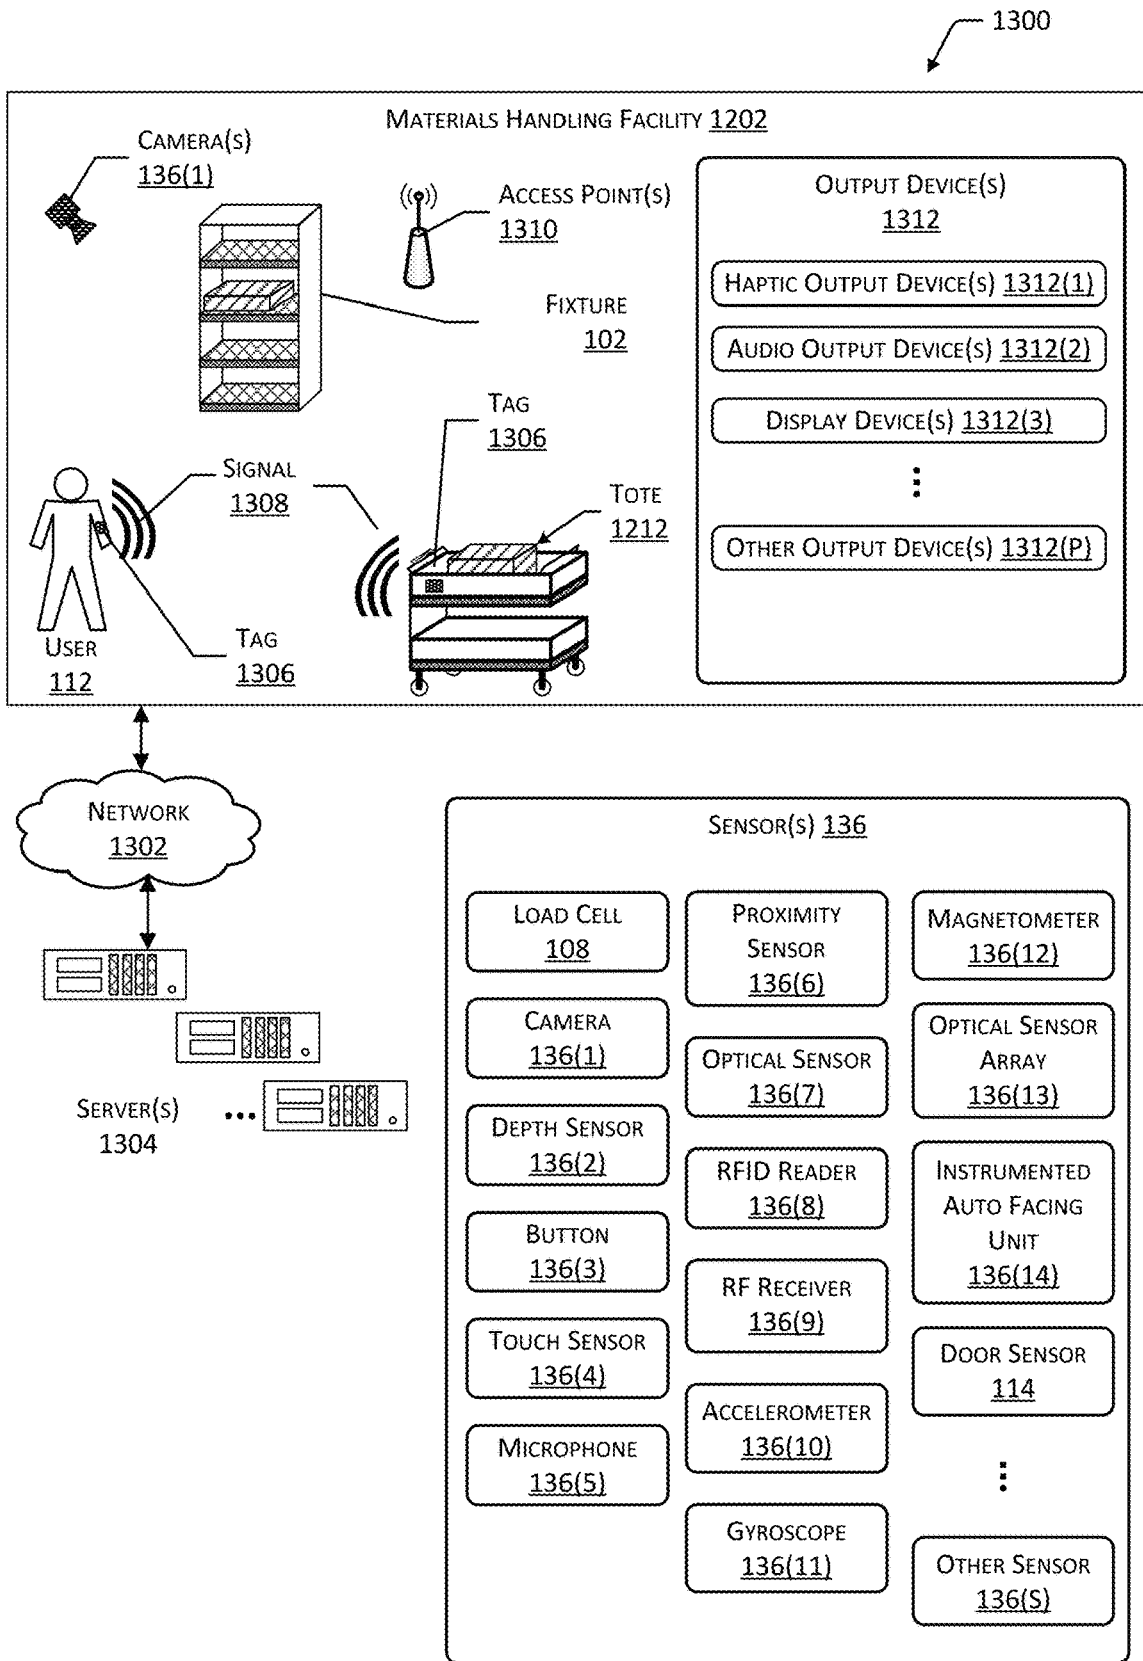 1300
MATERIALS HANDLING FACILITY 1202
CAMERA(S)
136(1)
ACCESS POINT(S)
1310
FIXTURE
102
TAG
1306
SIGNAL
1308
TOTE
1212
USER
112
TAG
1306
OUTPUT DEVICE(S)
1312
HAPTIC OUTPUT DEVICE(S) 1312(1)
AUDIO OUTPUT DEVICE(S) 1312(2)
DISPLAY DEVICE(S) 1312(3)
OTHER OUTPUT DEVICE(S) 1312(P)
NETWORK
1302
SERVER(S)
1304
SENSOR(S) 136
LOAD CELL
108
CAMERA
136(1)
DEPTH SENSOR
136(2)
BUTTON
136(3)
TOUCH SENSOR
136(4)
MICROPHONE
136(5)
PROXIMITY
SENSOR
136(6)
OPTICAL SENSOR
136(7)
RFID READER
136(8)
RF RECEIVER
136(9)
ACCELEROMETER
136(10)
GYROSCOPE
136(11)
MAGNETOMETER
136(12)
OPTICAL SENSOR
ARRAY
136(13)
INSTRUMENTED
AUTO FACING
UNIT
136(14)
DOOR SENSOR
114
OTHER SENSOR
136(S)